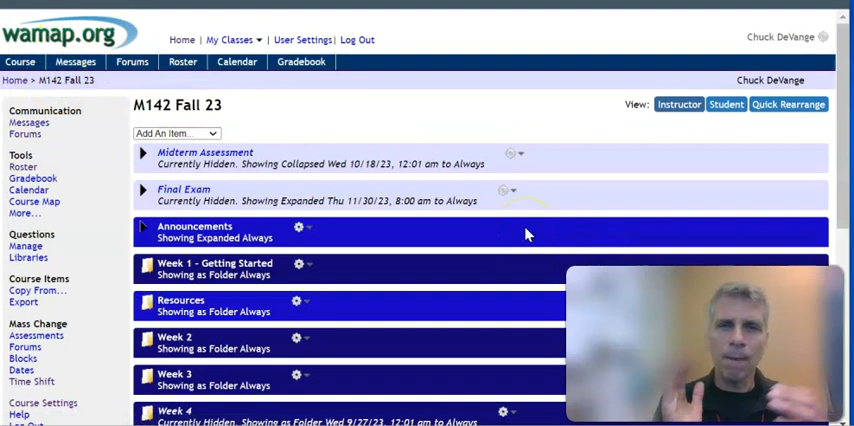 wamap.org
Home | My Classes | User Settings | Log Out
Chuck DeVange
Course Messages Forums Roster Calendar Gradebook
Home > M142 Fall 23
Chuck DeVange
Communication
Messages
Forums
Tools
Roster
Gradebook
Calendar
Course Map
More...
Questions
Manage
Libraries
Course Items
Copy From...
Export
Mass Change
Assessments
Forums
Blocks
Dates
Time Shift
Course Settings
Help
Log Out
M142 Fall 23
View: Instructor Student Quick Rearrange
Add An Item...
Midterm Assessment
Currently Hidden. Showing Collapsed Wed 10/18/23, 12:01 am to Always
Final Exam
Currently Hidden. Showing Expanded Thu 11/30/23, 8:00 am to Always
Announcements
Showing Expanded Always
Week 1 - Getting Started
Showing as Folder Always
Resources
Showing as Folder Always
Week 2
Showing as Folder Always
Week 3
Showing as Folder Always
Week 4
Currently Hidden. Showing as Folder Wed 9/27/23, 12:01 am to Always